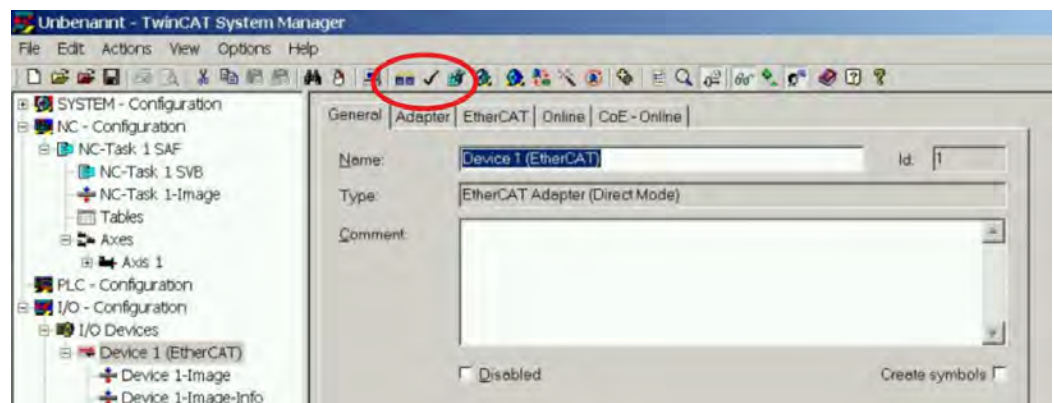 Unbenannt - TwinCAT System Manager
File Edit Actions View Options Help
SYSTEM - Configuration
NC - Configuration
NC-Task 1 SAF
NC-Task 1 SVB
NC-Task 1-Image
Tables
Axes
Axis 1
PLC - Configuration
I/O - Configuration
I/O Devices
Device 1 (EtherCAT)
Device 1-Image
Device 1-Image-Info
General Adapter EtherCAT Online CoE - Online
Name: Device 1 (EtherCAT) Id: 1
Type: EtherCAT Adapter (Direct Mode)
Comment:
Disabled Create symbols